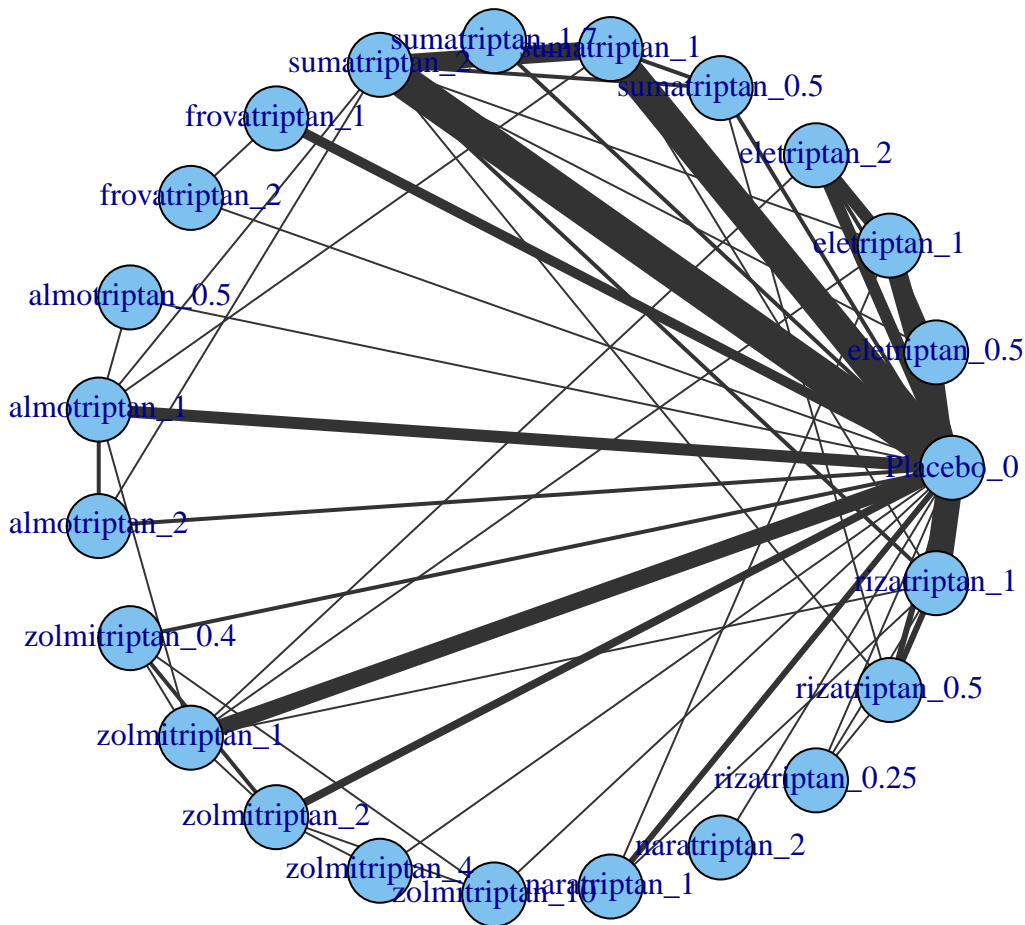 sumatriptan_1.7
sumatriptan_1
sumatriptan_2
sumatriptan_0.5
frovatriptan_1
eletriptan_2
frovatriptan_2
eletriptan_1
almotriptan_0.5
eletriptan_0.5
almotriptan_1
Placebo_0
almotriptan_2
rizatriptan_1
zolmitriptan_0.4
rizatriptan_0.5
zolmitriptan_1
rizatriptan_0.25
zolmitriptan_2
naratriptan_2
zolmitriptan_4
zolmitriptan_10
naratriptan_1